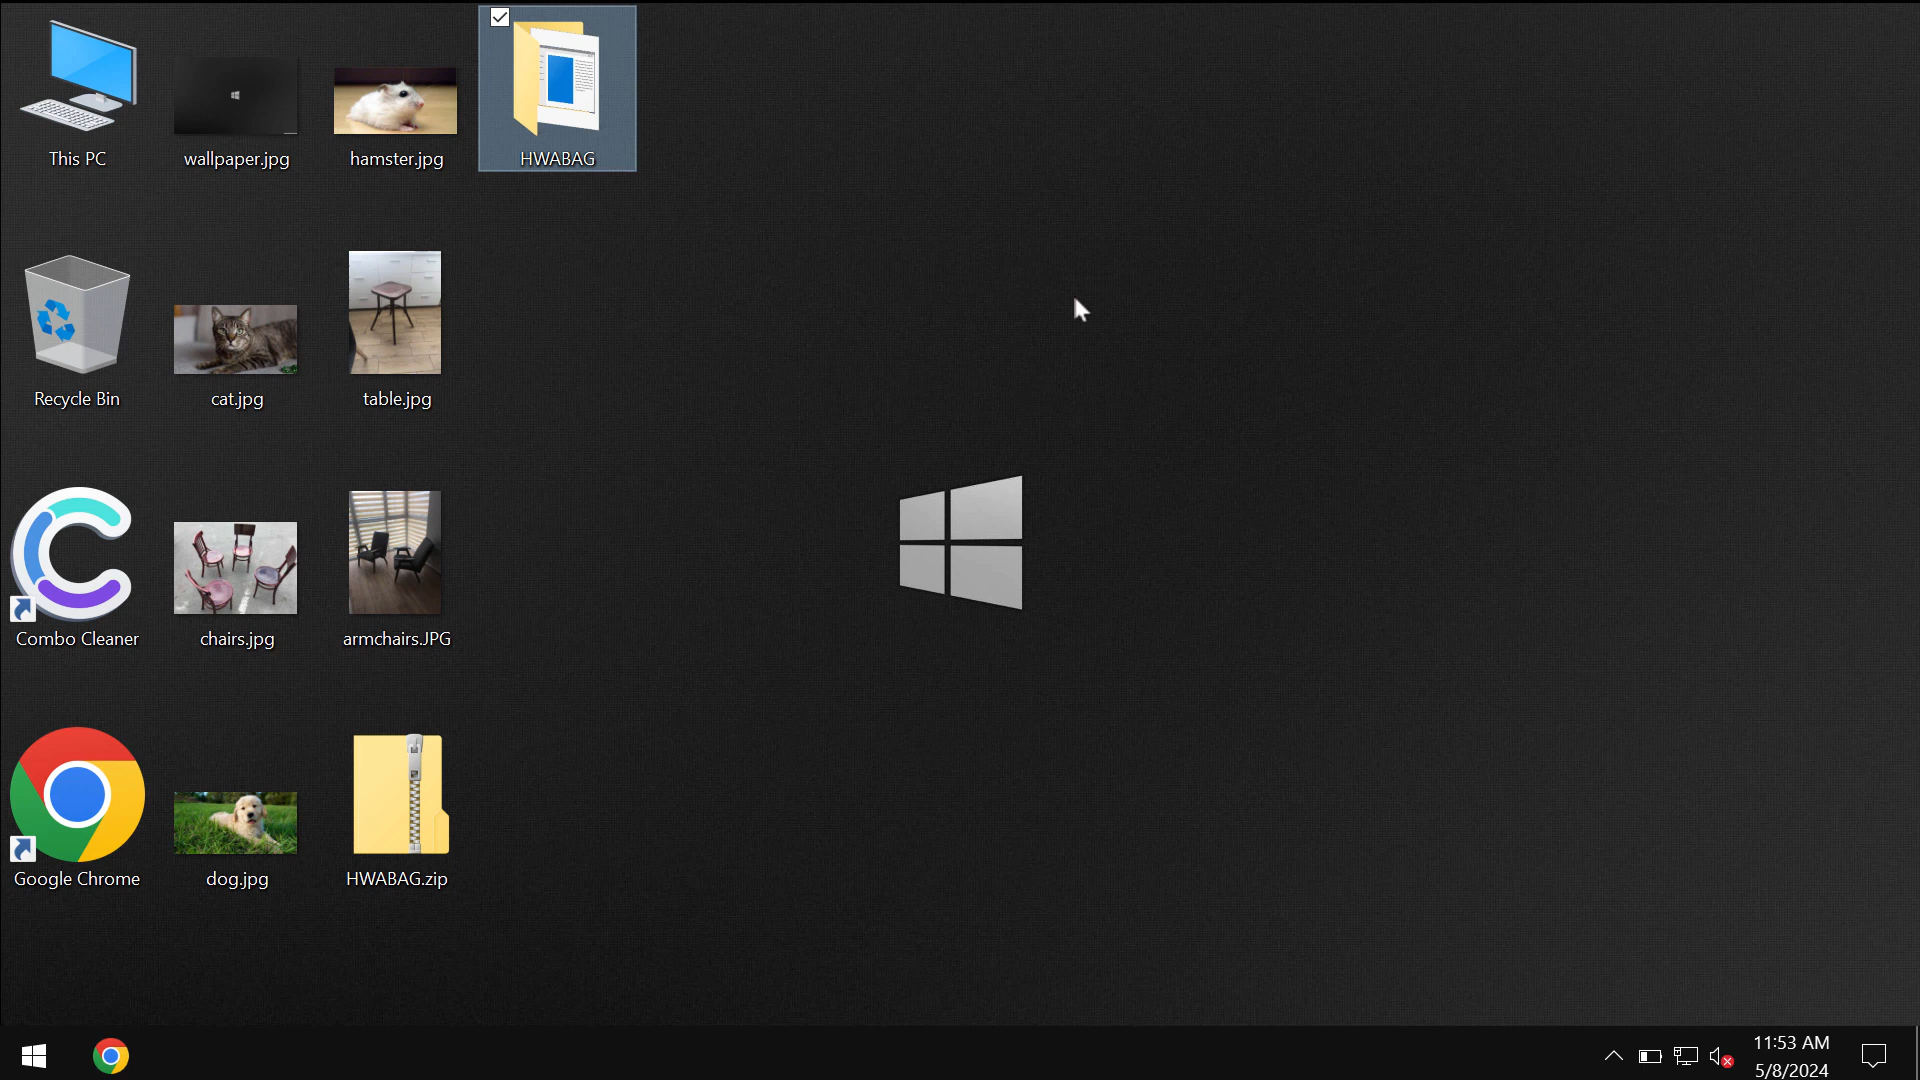 This PC
wallpaper.jpg
hamster.jpg
HWABAG
Recycle Bin
cat.jpg
table.jpg
Combo Cleaner
chairs.jpg
armchairs.JPG
Google Chrome
dog.jpg
HWABAG.zip
11:53 AM
5/8/2024